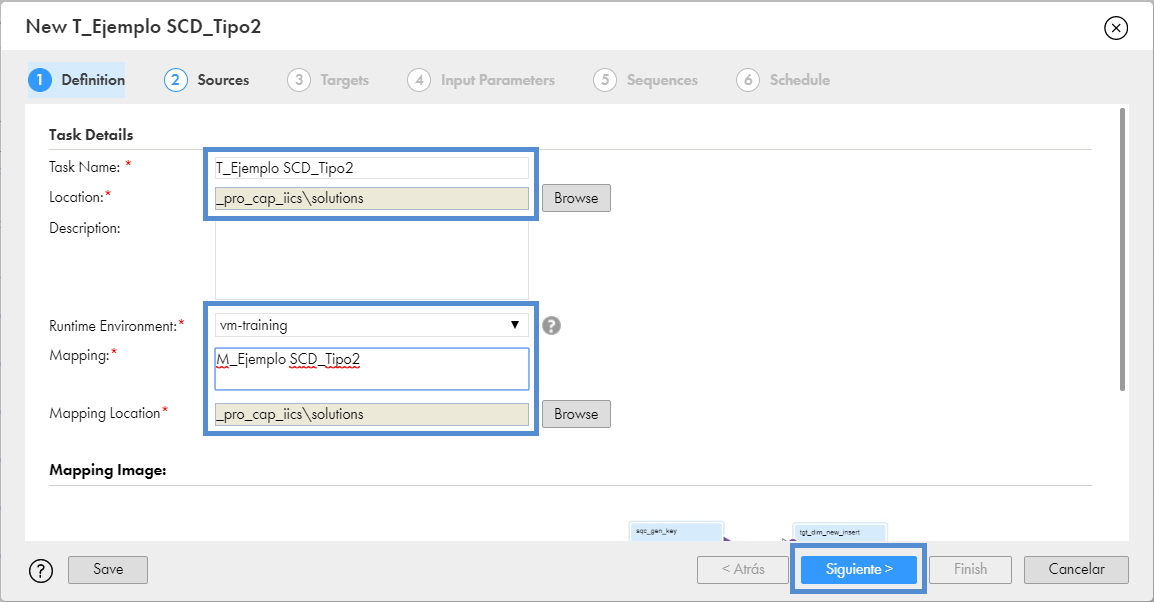 New T_Ejemplo SCD_Tipo2
1 Definition 2 Sources 3 Targets 4 Input Parameters 5 Sequences 6 Schedule
Task Details
Task Name: * T_Ejemplo SCD_Tipo2
Location:* _pro_cap_iics\solutions Browse
Description:
Runtime Environment:* vm-training ?
Mapping:* M_Ejemplo SCD_Tipo2
Mapping Location* _pro_cap_iics\solutions Browse
Mapping Image:
sqc_gen_key tgt_dim_new_insert
? Save < Atrás Siguiente > Finish Cancelar